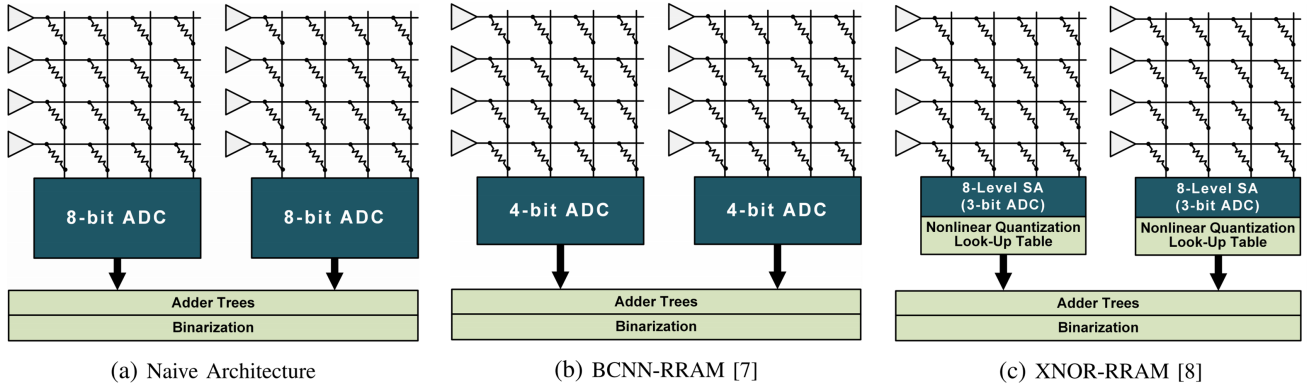 8-bit ADC
8-bit ADC
Adder Trees
Binarization
(a) Naive Architecture
4-bit ADC
4-bit ADC
Adder Trees
Binarization
(b) BCNN-RRAM [7]
8-Level SA
(3-bit ADC)
Nonlinear Quantization
Look-Up Table
8-Level SA
(3-bit ADC)
Nonlinear Quantization
Look-Up Table
Adder Trees
Binarization
(c) XNOR-RRAM [8]